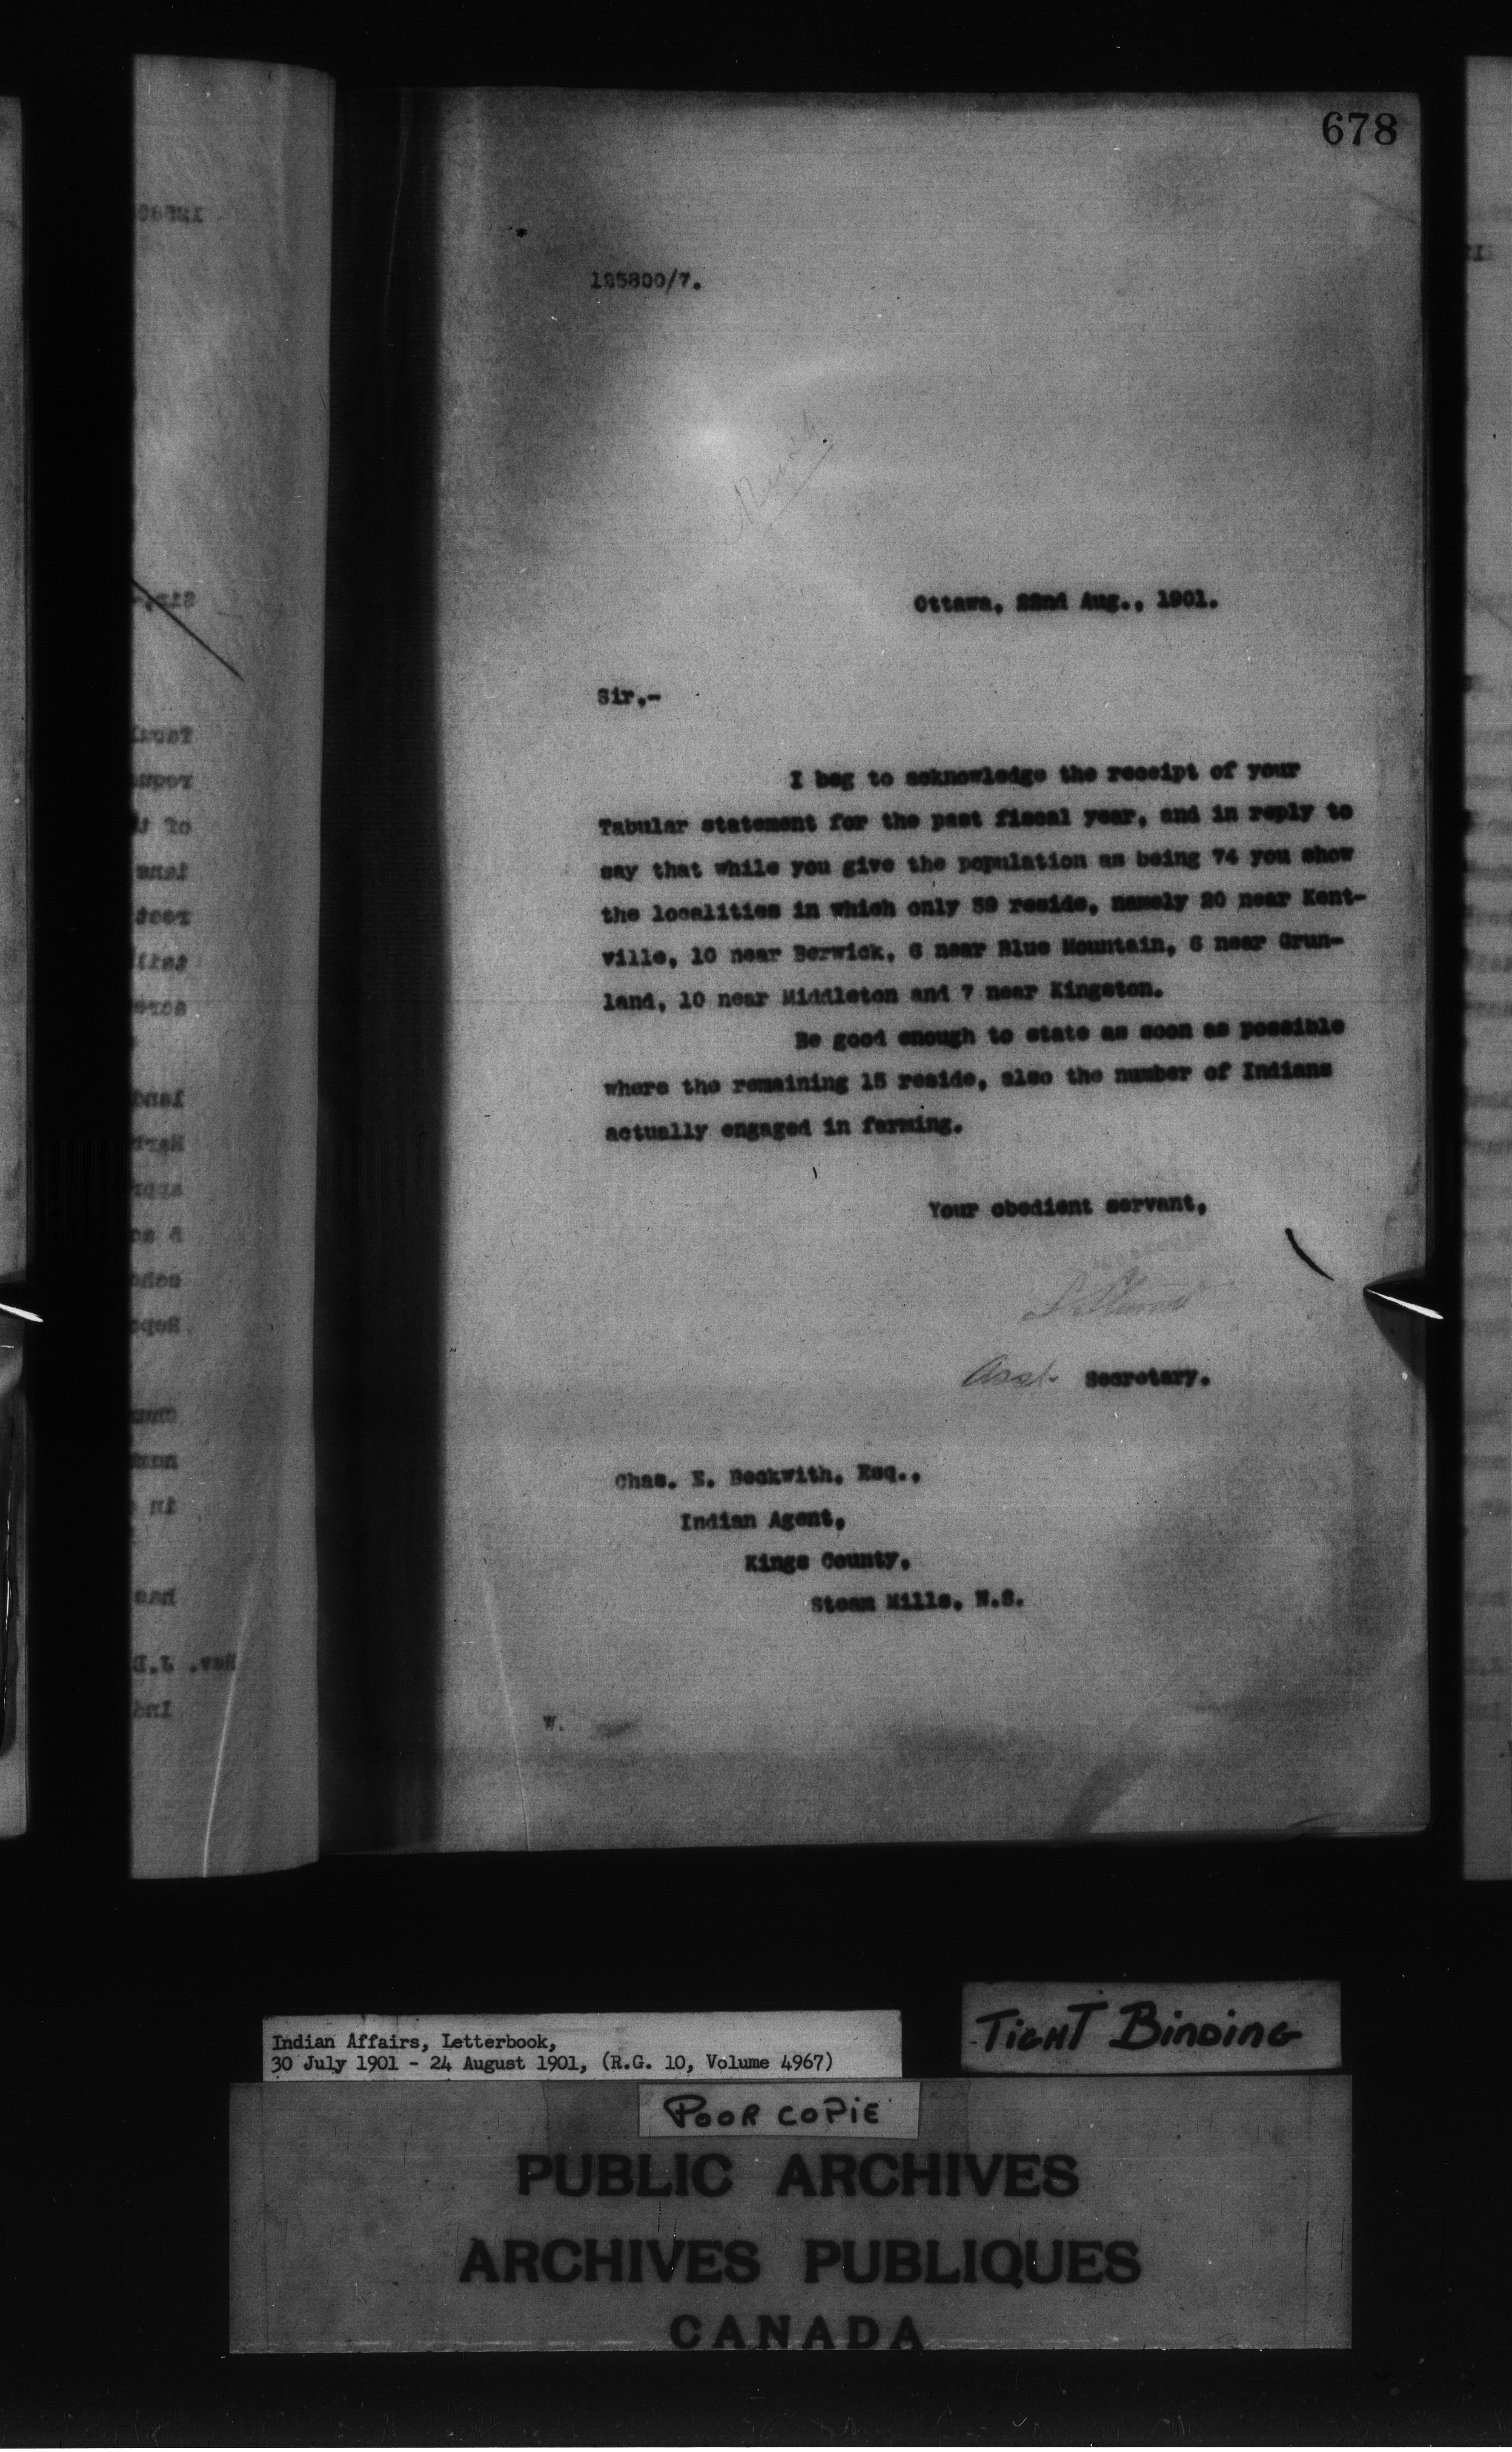 678
125800/7.
Ottawa, 22nd Aug., 1901.
Sir,-
I beg to acknowledge the receipt of your
Tabular statement for the past fiscal year, and in reply to
say that while you give the population as being 74 you show
the localities in which only 59 reside, namely 20 near Kent-
ville, 10 near Berwick, 6 near Blue Mountain, 6 near Grun-
land, 10 near Middleton and 7 near Kingston.
Be good enough to state as soon as possible
where the remaining 15 reside, also the number of Indians
actually engaged in farming.
Your obedient servant,
Asst. Secretary.
Chas. E. Beckwith, Esq.,
Indian Agent,
Kings County,
Steam Mills, N.S.
W.
Indian Affairs, Letterbook,
30 July 1901 - 24 August 1901, (R.G. 10, Volume 4967)
TIGHT BINDING
POOR COPIE
PUBLIC ARCHIVES
ARCHIVES PUBLIQUES
CANADA